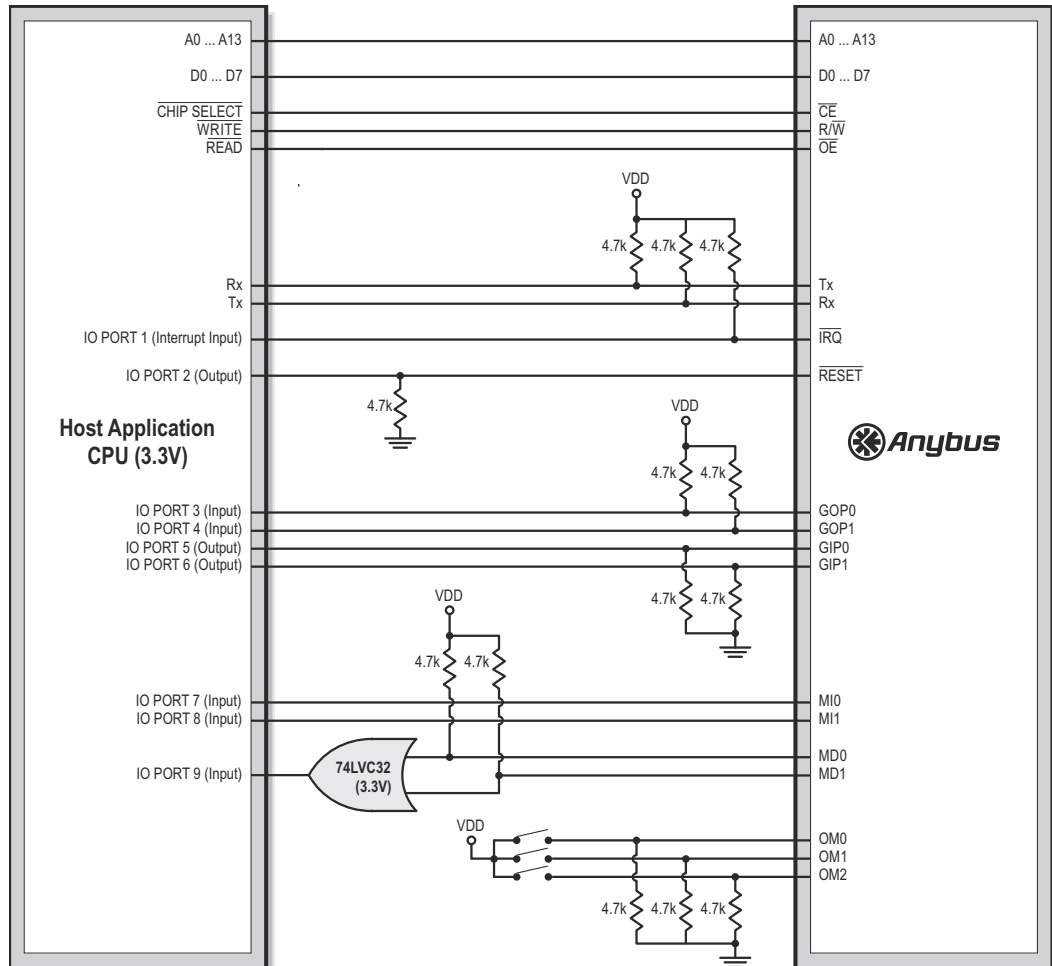 A0 ... A13 A0 ... A13
D0 ... D7 D0 ... D7
CHIP SELECT CE
WRITE R/W
READ OE
VDD
4.7k 4.7k 4.7k
Rx Tx
Tx Rx
IO PORT 1 (Interrupt Input) IRQ
IO PORT 2 (Output) RESET
4.7k
VDD
Host Application
CPU (3.3V)
Anybus
4.7k 4.7k
IO PORT 3 (Input) GOP0
IO PORT 4 (Input) GOP1
IO PORT 5 (Output) GIP0
IO PORT 6 (Output) GIP1
4.7k 4.7k
VDD
4.7k 4.7k
IO PORT 7 (Input) MI0
IO PORT 8 (Input) MI1
MD0
IO PORT 9 (Input) MD1
74LVC32
(3.3V)
VDD
OM0
OM1
OM2
4.7k 4.7k 4.7k